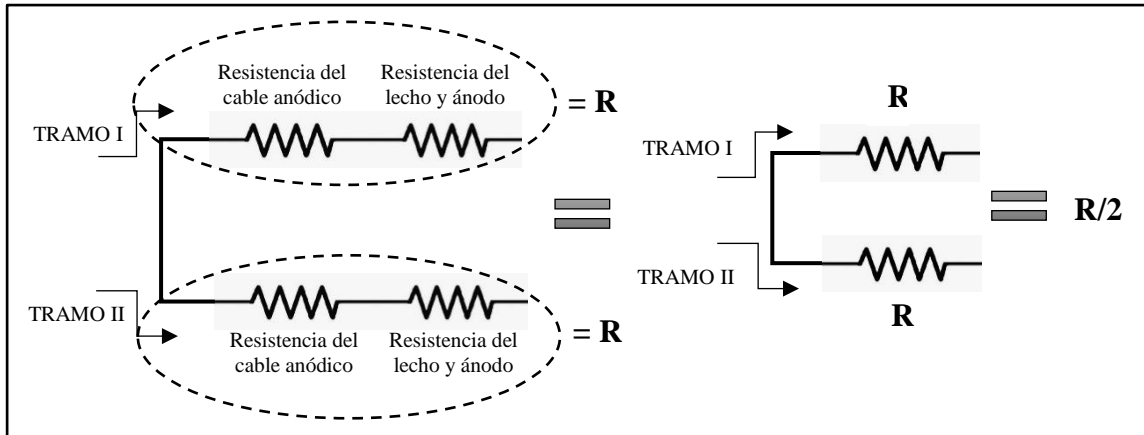 Resistencia del
cable anódico
Resistencia del
lecho y ánodo
= R
TRAMO I
TRAMO II
Resistencia del
cable anódico
Resistencia del
lecho y ánodo
= R
R
TRAMO I
TRAMO II
R
R/2